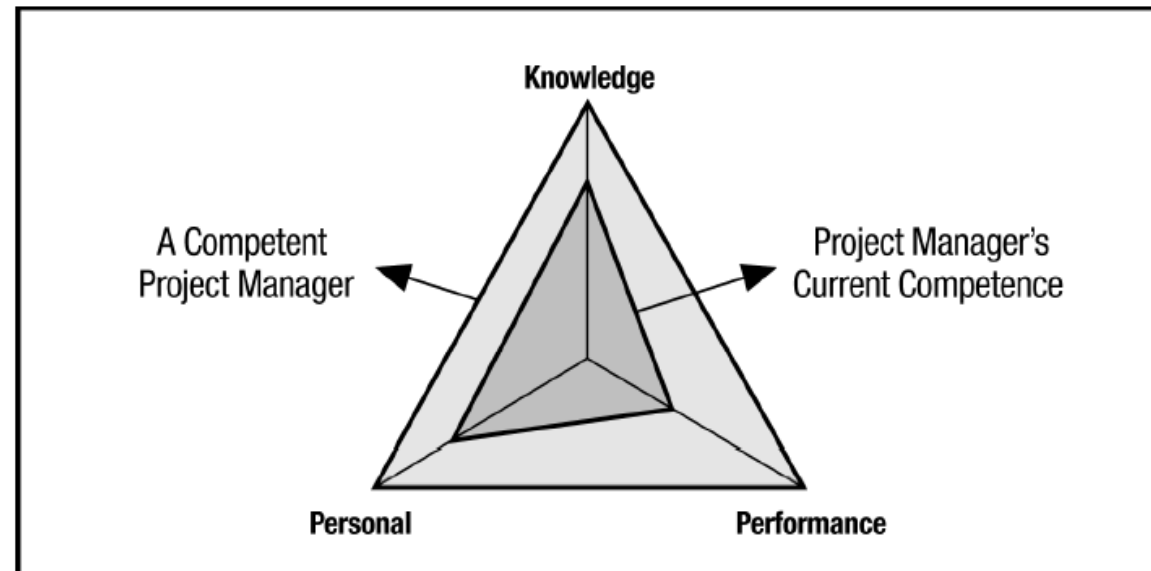 Knowledge
A Competent
Project Manager
Project Manager’s
Current Competence
Personal
Performance